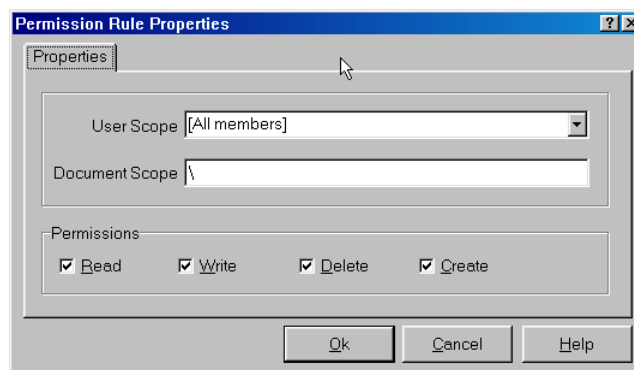 Permission Rule Properties
Properties
User Scope [All members]
Document Scope \
Permissions
Read Write Delete Create
Ok Cancel Help